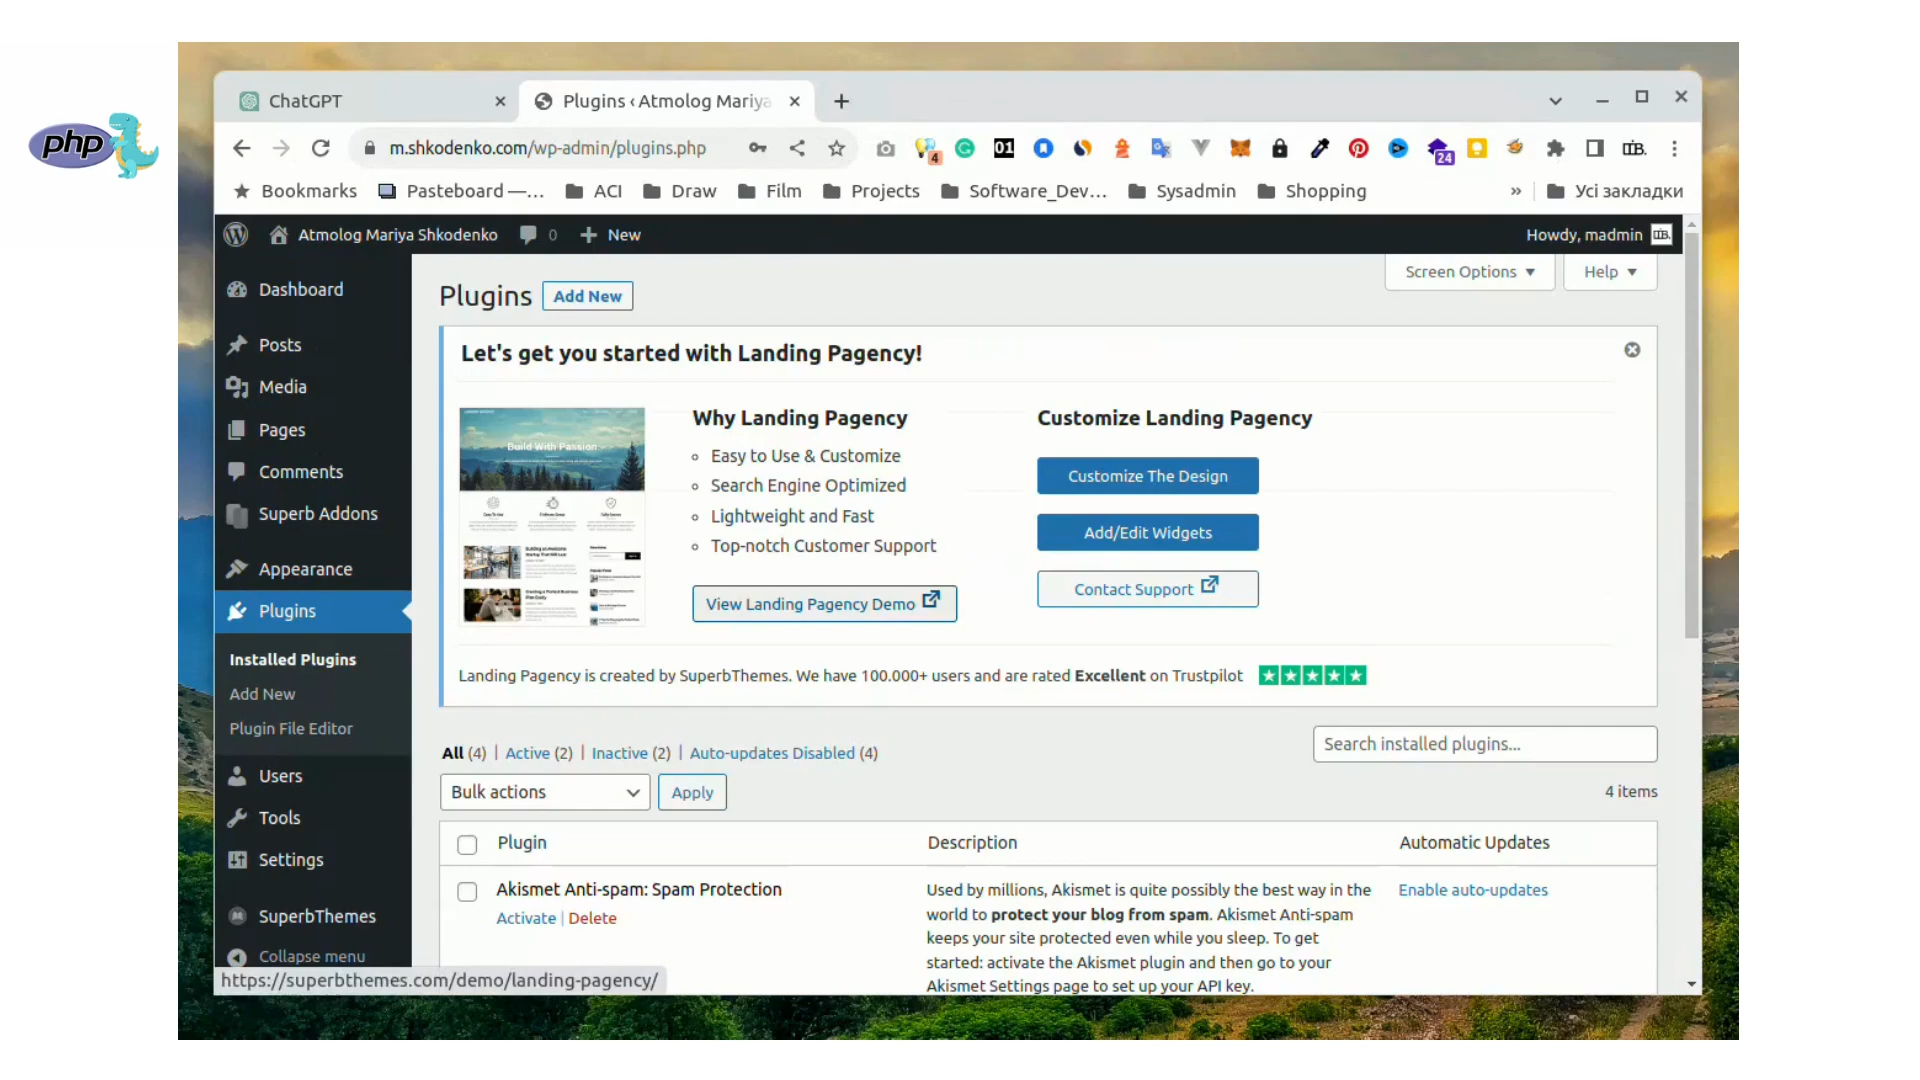 php
ChatGPT
Plugins ‹ Atmolog Mariya
m.shkodenko.com/wp-admin/plugins.php
4
01
24
Bookmarks
Pasteboard —...
ACI
Draw
Film
Projects
Software_Dev...
Sysadmin
Shopping
»
Усі закладки
Atmolog Mariya Shkodenko
0
New
Howdy, madmin
Dashboard
Posts
Media
Pages
Comments
Superb Addons
Appearance
Plugins
Installed Plugins
Add New
Plugin File Editor
Users
Tools
Settings
SuperbThemes
Collapse menu
https://superbthemes.com/demo/landing-pagency/
Screen Options
Help
Plugins
Add New
Let's get you started with Landing Pagency!
Build With Passion
Why Landing Pagency
Easy to Use & Customize
Search Engine Optimized
Lightweight and Fast
Top-notch Customer Support
View Landing Pagency Demo
Customize Landing Pagency
Customize The Design
Add/Edit Widgets
Contact Support
Landing Pagency is created by SuperbThemes. We have 100.000+ users and are rated Excellent on Trustpilot
All (4) | Active (2) | Inactive (2) | Auto-updates Disabled (4)
Search installed plugins...
Bulk actions
Apply
4 items
Plugin
Description
Automatic Updates
Akismet Anti-spam: Spam Protection
Activate | Delete
Used by millions, Akismet is quite possibly the best way in the
world to protect your blog from spam. Akismet Anti-spam
keeps your site protected even while you sleep. To get
started: activate the Akismet plugin and then go to your
Akismet Settings page to set up your API key.
Enable auto-updates